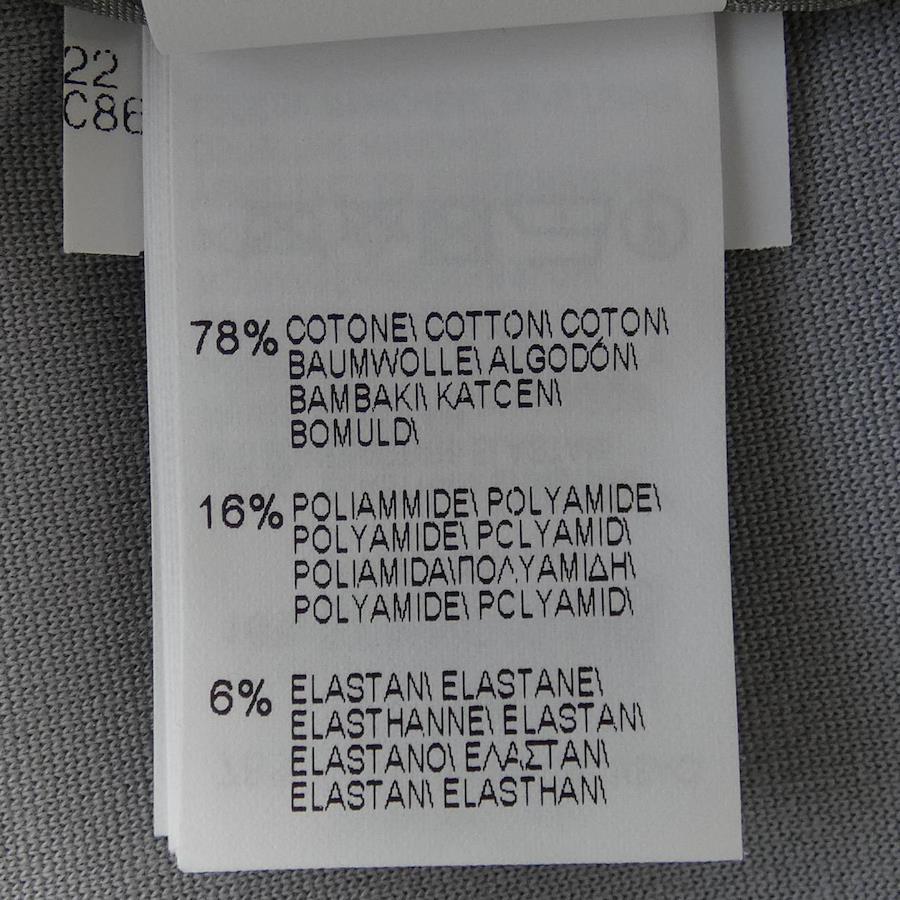 22
C86
78% COTONE\ COTTON\ COTON\
BAUMWOLLE\ ALGODÓN\
BAMBAKI\ KATCEN\
BOMULD\
16% POLIAMMIDE\ POLYAMIDE\
POLYAMIDE\ POLYAMID\
POLIAMIDA\ΠΟΛΥΑΜΙΔΗ\
POLYAMIDE\ POLYAMID\
6% ELASTAN\ ELASTANE\
ELASTHANNE\ ELASTAN\
ELASTANO\ ΕΛΑΣΤΑΝ\
ELASTAN\ ELASTHAN\